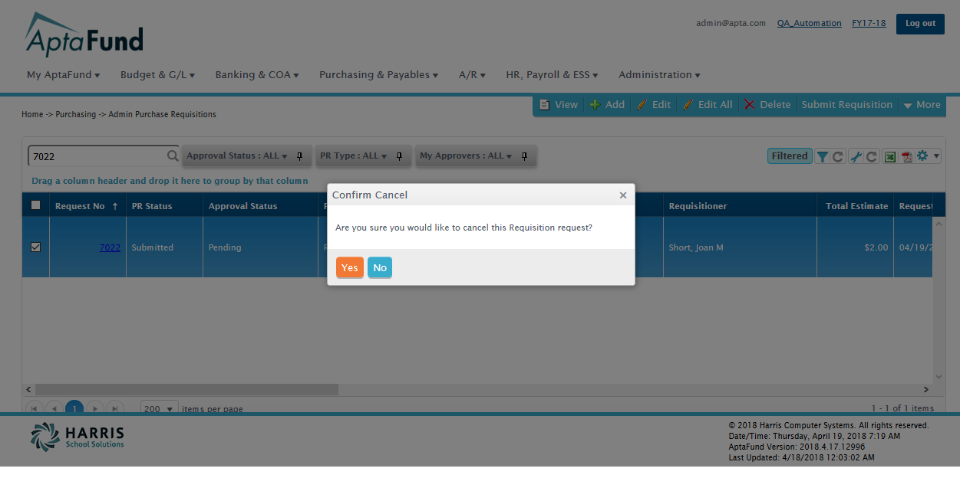 AptaFund
admin@apta.com QA_Automation FY17-18 Log out
My AptaFund Budget & G/L Banking & COA Purchasing & Payables A/R HR, Payroll & ESS Administration
Home -> Purchasing -> Admin Purchase Requisitions
View Add Edit Edit All Delete Submit Requisition More
7022 Approval Status : ALL PR Type : ALL My Approvers : ALL Filtered
Drag a column header and drop it here to group by that column
Confirm Cancel
Request No ↑ PR Status Approval Status Requisitioner Total Estimate Request
Are you sure you would like to cancel this Requisition request?
7022 Submitted Pending Short, Joan M $2.00 04/19/2
Yes No
1 200 items per page 1 - 1 of 1 items
HARRIS
School Solutions
© 2018 Harris Computer Systems. All rights reserved.
Date/Time: Thursday, April 19, 2018 7:19 AM
AptaFund Version: 2018.4.17.12996
Last Updated: 4/18/2018 12:03:02 AM